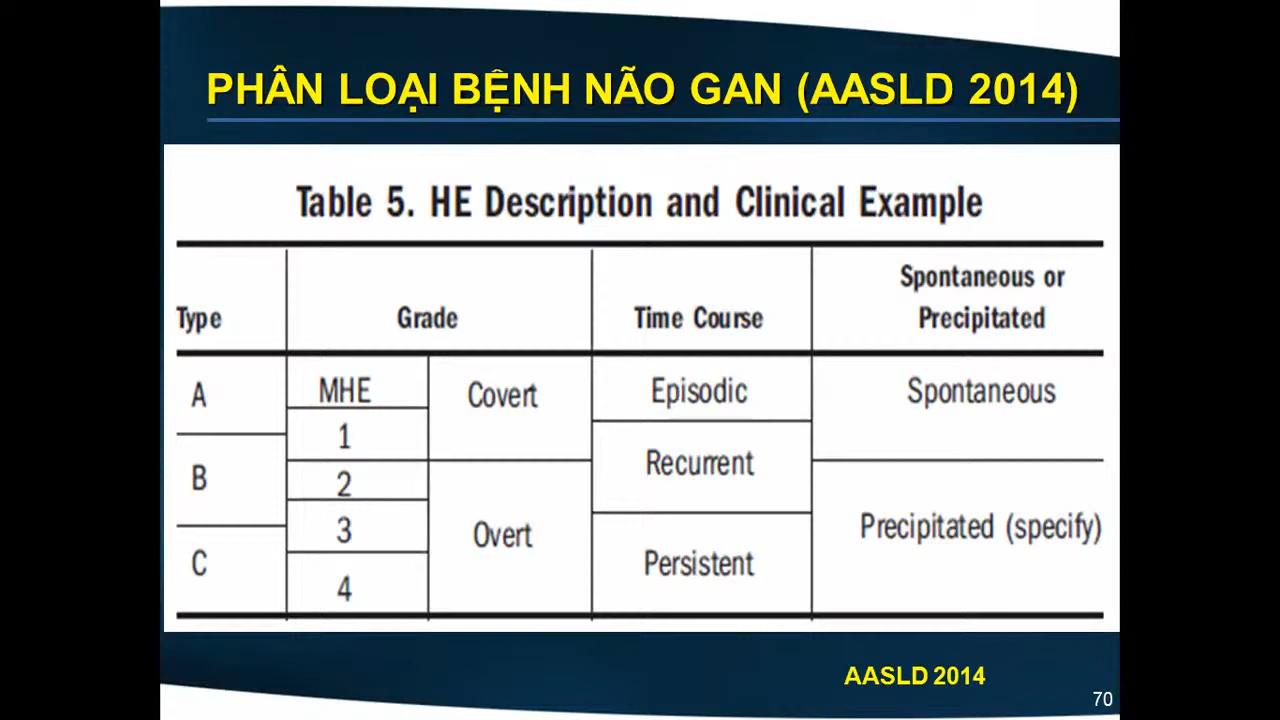 PHÂN LOẠI BỆNH NÃO GAN (AASLD 2014)
Table 5. HE Description and Clinical Example
Type Grade Time Course Spontaneous or Precipitated
A MHE Covert Episodic Spontaneous
1
B 2 Recurrent
3 Overt Precipitated (specify)
C 4 Persistent
AASLD 2014
70